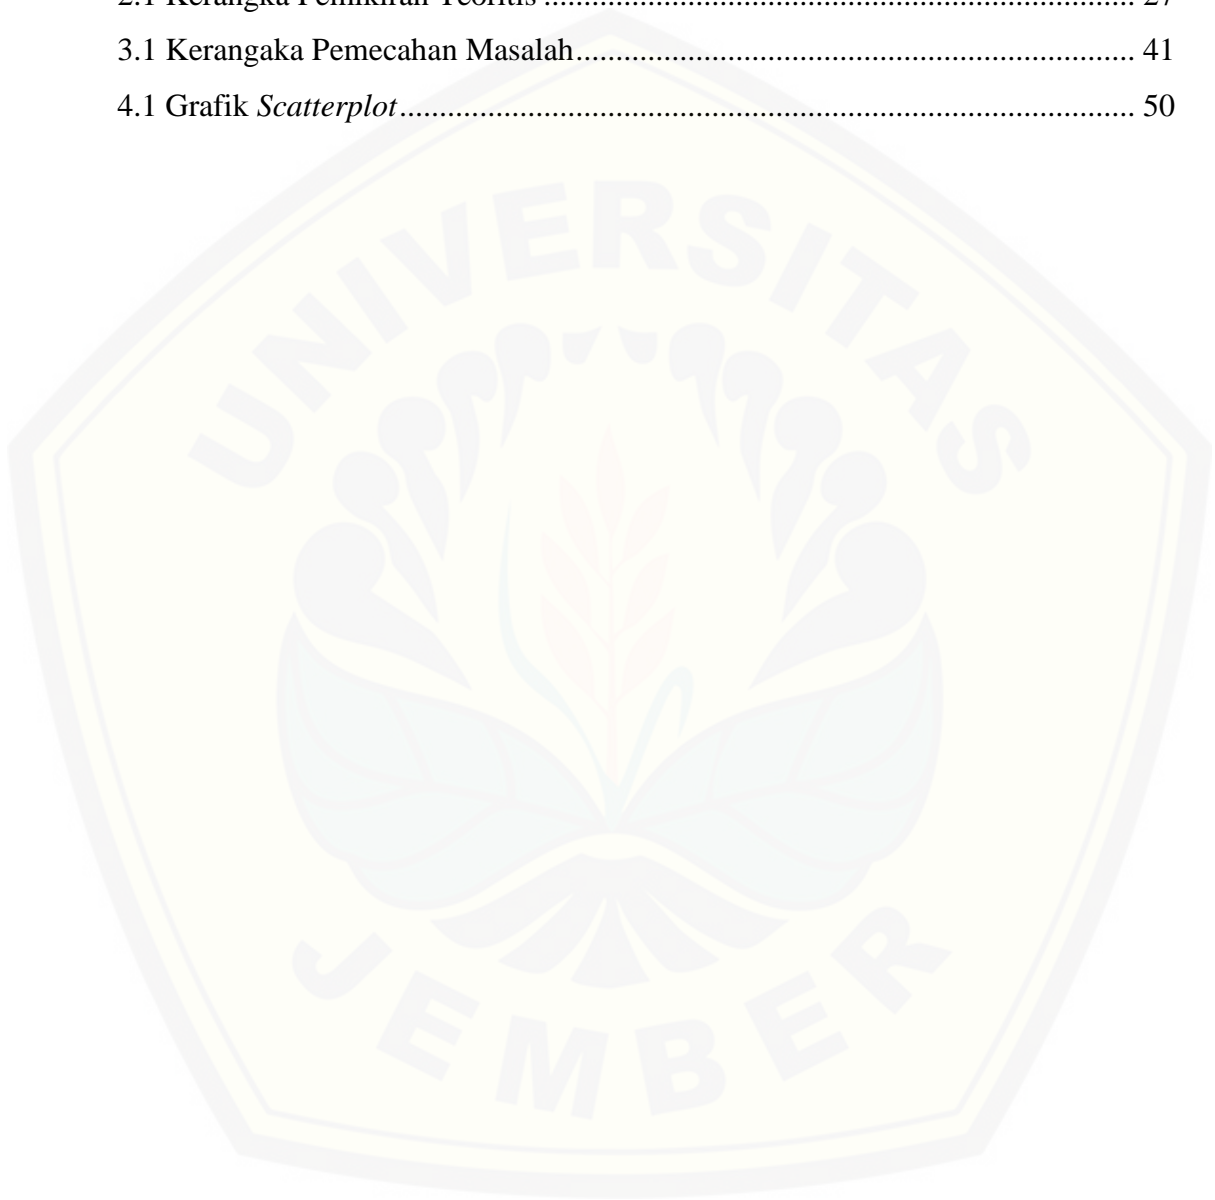 2.1 Kerangka Pemikiran Teoritis .......................................................................... 27
3.1 Kerangaka Pemecahan Masalah...................................................................... 41
4.1 Grafik Scatterplot............................................................................................ 50
UNIVERSITAS
JEMBER